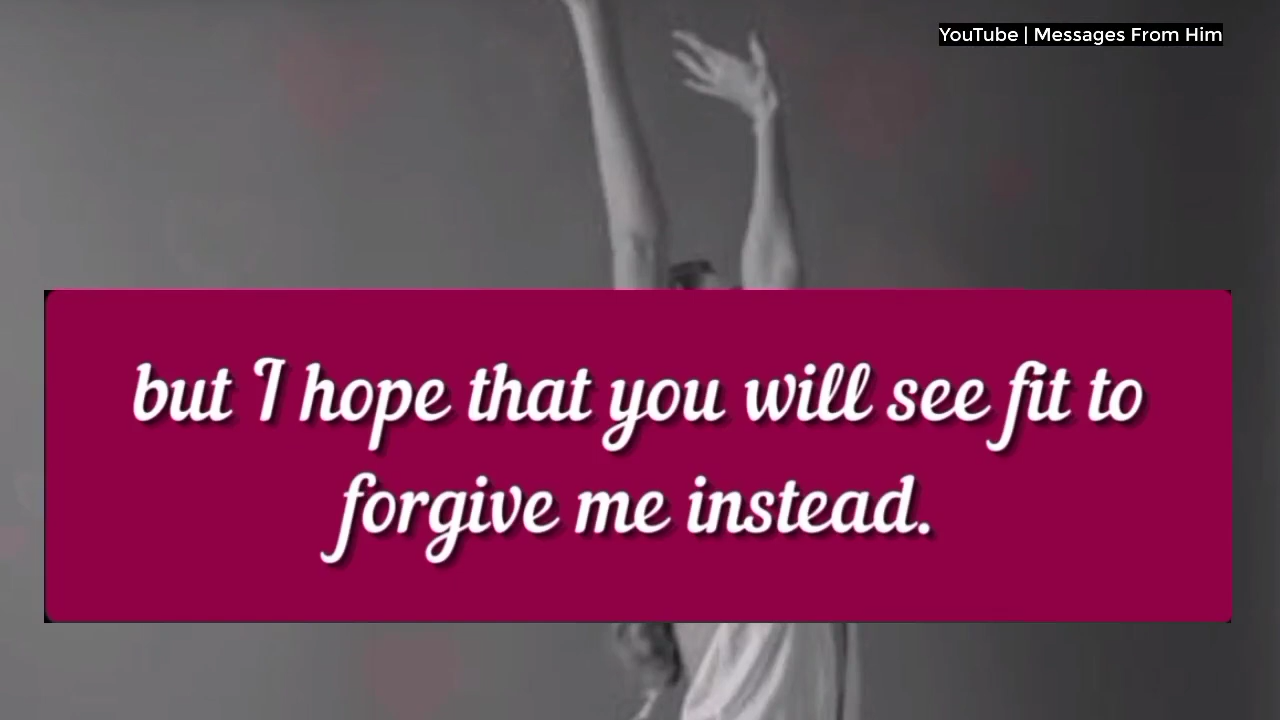 YouTube | Messages From Him
but I hope that you will see fit to
forgive me instead.